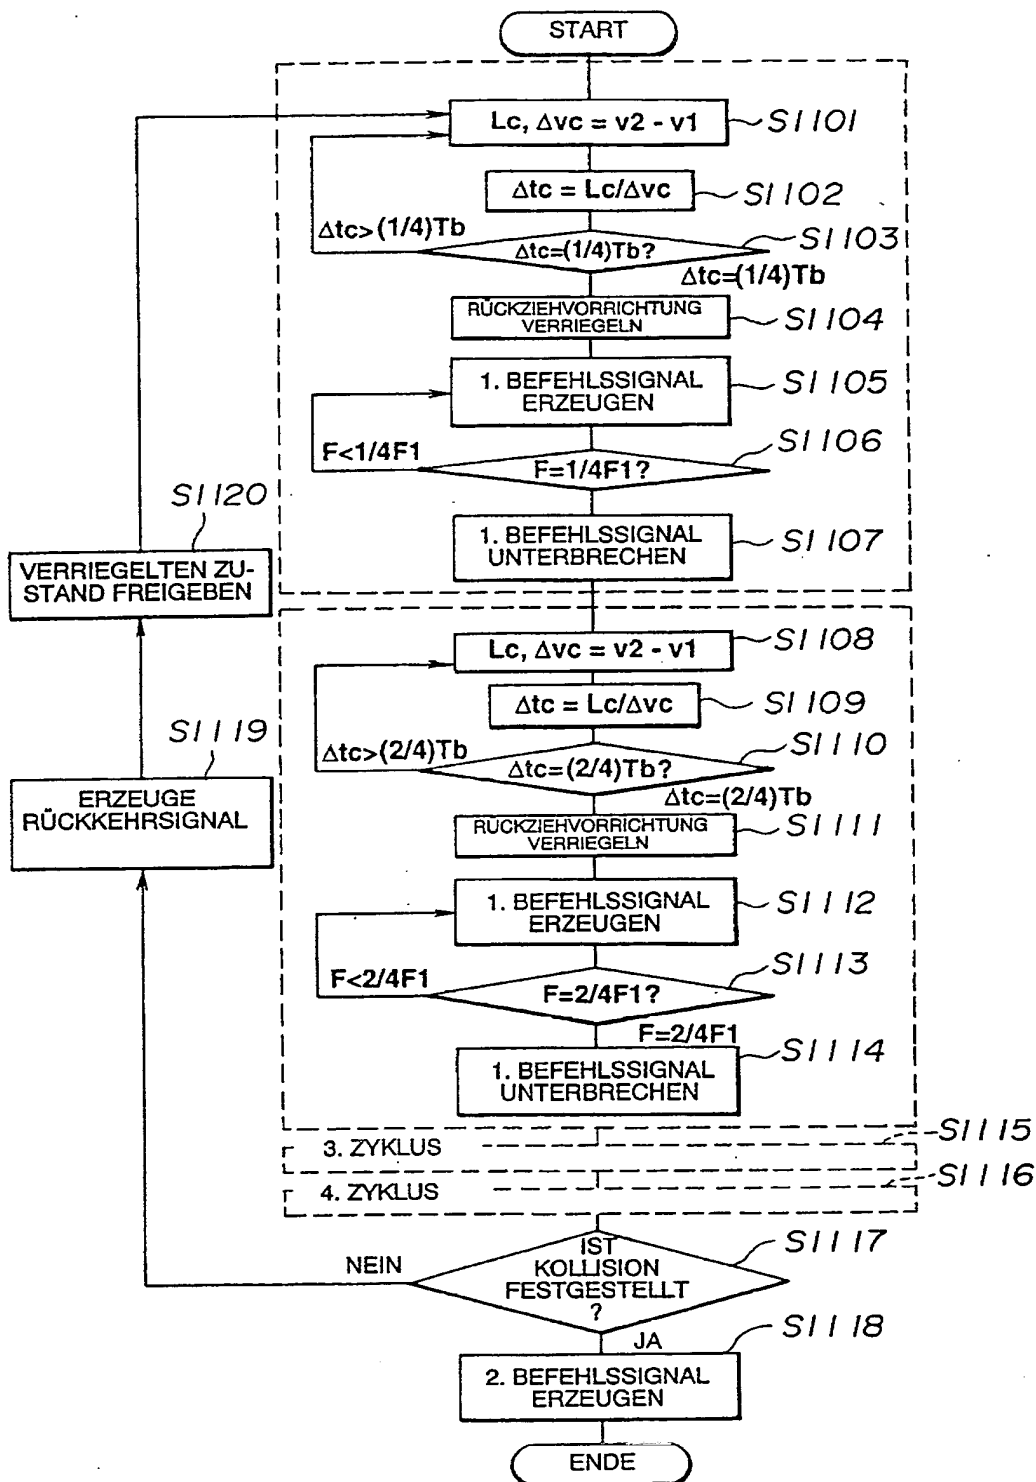 START
Lc, Δvc = v2 - v1
S1101
Δtc = Lc/Δvc
S1102
Δtc>(1/4)Tb
Δtc=(1/4)Tb?
S1103
Δtc=(1/4)Tb
RÜCKZIEHVORRICHTUNG
VERRIEGELN
S1104
1. BEFEHLSSIGNAL
ERZEUGEN
S1105
F<1/4F1
F=1/4F1?
S1106
1. BEFEHLSSIGNAL
UNTERBRECHEN
S1107
S1120
VERRIEGELTEN ZU-
STAND FREIGEBEN
Lc, Δvc = v2 - v1
S1108
Δtc = Lc/Δvc
S1109
Δtc>(2/4)Tb
Δtc=(2/4)Tb?
S1110
Δtc=(2/4)Tb
S1119
ERZEUGE
RÜCKKEHRSIGNAL
RÜCKZIEHVORRICHTUNG
VERRIEGELN
S1111
1. BEFEHLSSIGNAL
ERZEUGEN
S1112
F<2/4F1
F=2/4F1?
S1113
F=2/4F1
1. BEFEHLSSIGNAL
UNTERBRECHEN
S1114
3. ZYKLUS
S1115
4. ZYKLUS
S1116
NEIN
IST
KOLLISION
FESTGESTELLT
?
S1117
JA
2. BEFEHLSSIGNAL
ERZEUGEN
S1118
ENDE